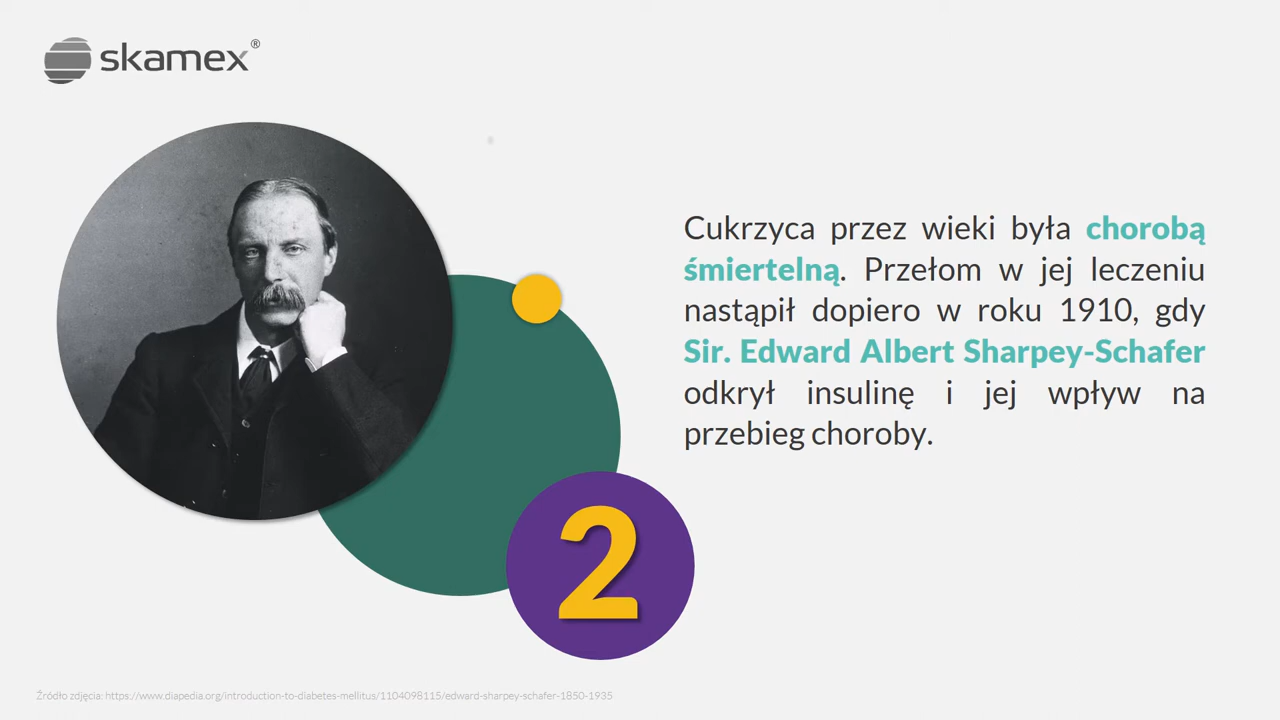 skamex®
Cukrzyca przez wieki była chorobą
śmiertelną. Przełom w jej leczeniu
nastąpił dopiero w roku 1910, gdy
Sir. Edward Albert Sharpey-Schafer
odkrył insulinę i jej wpływ na
przebieg choroby.
2
Źródło zdjęcia: https://www.diapedia.org/introduction-to-diabetes-mellitus/1104098115/edward-sharpey-schafer-1850-1935